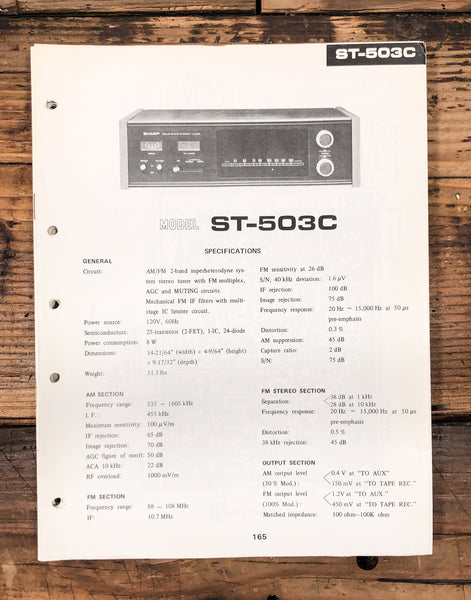 ST-503C
SHARP SOLID STATE STEREO TUNER
MODEL ST-503C
SPECIFICATIONS
GENERAL
Circuit: AM/FM 2-band superheterodyne sys
tem stereo tuner with FM multiplex,
AGC and MUTING circuits.
Mechanical FM IF filters with multi-
stage IC limiter circuit.
Power source: 120V, 60Hz
Semiconductors: 25-transistor (2-FET), 1-IC, 24-diode
Power consumption: 8 W
Dimensions: 14-21/64" (width) x 4-9/64" (height)
x 9-17/32" (depth)
Weight: 11.1 lbs
AM SECTION
Frequency range: 535 ~ 1605 kHz
I.F.: 455 kHz
Maximum sensitivity: 100 μV/m
IF rejection: 65 dB
Image rejection: 70 dB
AGC figure of merit: 50 dB
ACA 10 kHz: 22 dB
RF overload: 1000 mV/m
FM SECTION
Frequency range: 88 ~ 108 MHz
IF: 10.7 MHz
FM sensitivity at 26 dB
S/N, 40 kHz deviation: 1.6 μV
IF rejection: 100 dB
Image rejection: 75 dB
Frequency response: 20 Hz ~ 15,000 Hz at 50 μs
pre-emphasis
Distortion: 0.3 %
AM suppression: 45 dB
Capture ratio: 2 dB
S/N: 75 dB
FM STEREO SECTION
Separation: 38 dB at 1 kHz
28 dB at 10 kHz
Frequency response: 20 Hz ~ 15,000 Hz at 50 μs
pre-emphasis
Distortion: 0.5 %
38 kHz rejection: 45 dB
OUTPUT SECTION
AM output level 0.4 V at "TO AUX"
(30% Mod.) : 150 mV at "TO TAPE REC."
FM output level 1.2V at "TO AUX."
(100% Mod.) : 450 mV at "TO TAPE REC."
Matched impedance: 100 ohm-100K ohm
165